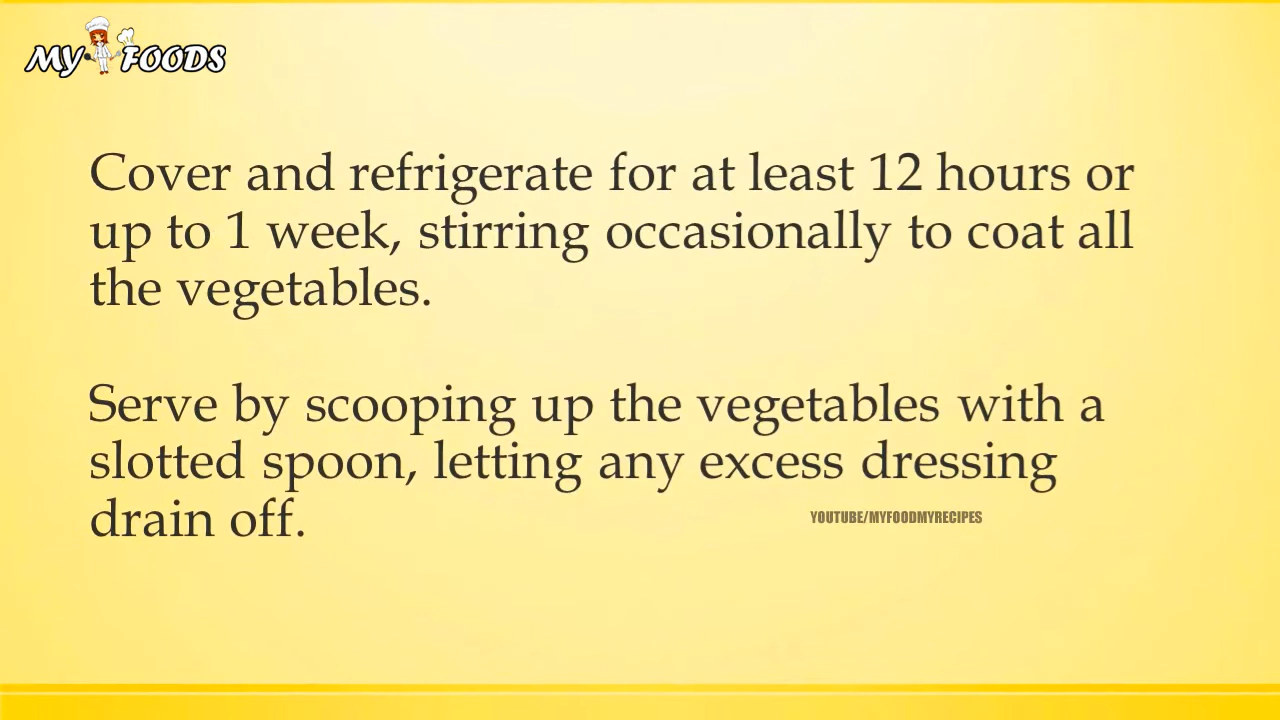 MY FOODS
Cover and refrigerate for at least 12 hours or
up to 1 week, stirring occasionally to coat all
the vegetables.
Serve by scooping up the vegetables with a
slotted spoon, letting any excess dressing
drain off.
YOUTUBE/MYFOODMYRECIPES